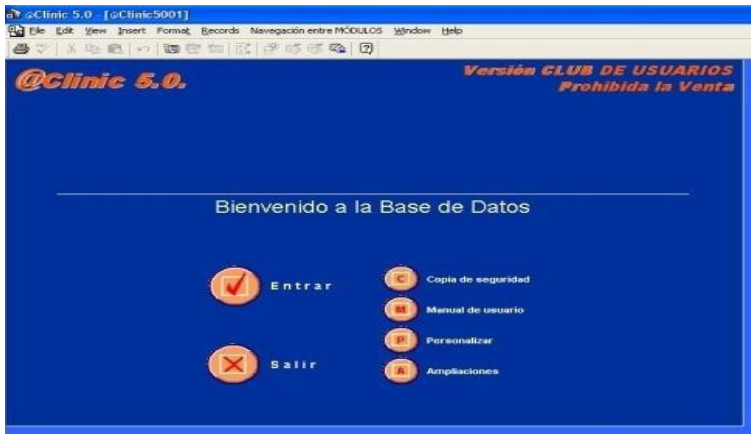 @Clinic 5.0 - [@Clinic5001]
File Edit View Insert Format Records Navegación entre MÓDULOS Window Help
@Clinic 5.0.
Versión CLUB DE USUARIOS
Prohibida la Venta
Bienvenido a la Base de Datos
Entrar
Salir
C Copia de seguridad
M Manual de usuario
P Personalizar
A Ampliaciones